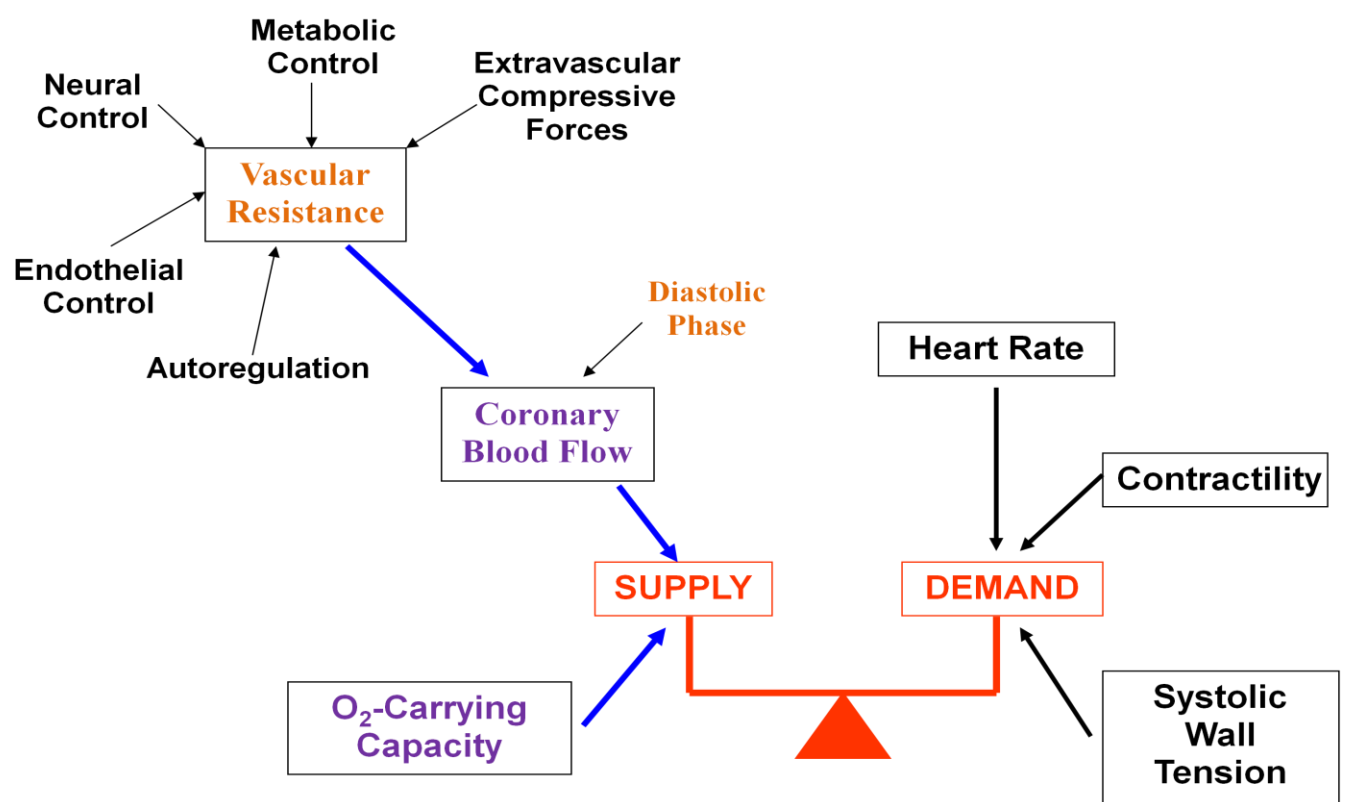 Metabolic
Control
Neural
Control
Extravascular
Compressive
Forces
Vascular
Resistance
Endothelial
Control
Autoregulation
Diastolic
Phase
Coronary
Blood Flow
Heart Rate
Contractility
SUPPLY
DEMAND
O₂-Carrying
Capacity
Systolic
Wall
Tension